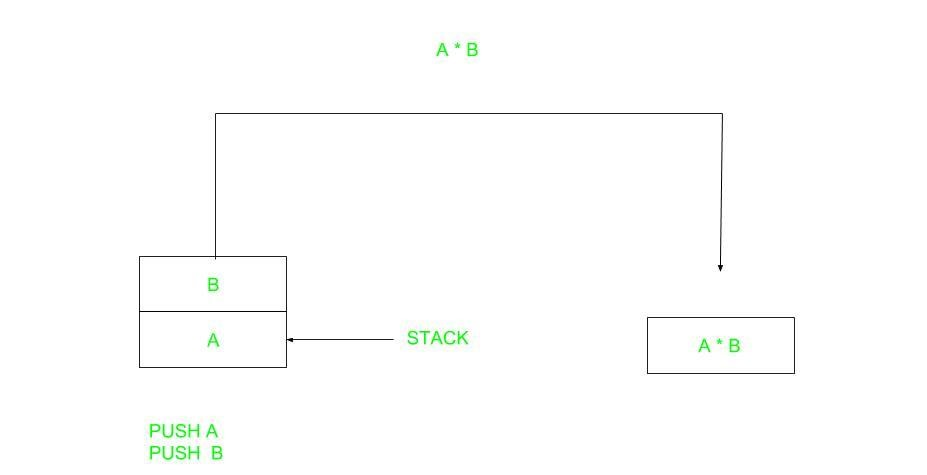 A * B
B
A
STACK
A * B
PUSH A
PUSH B